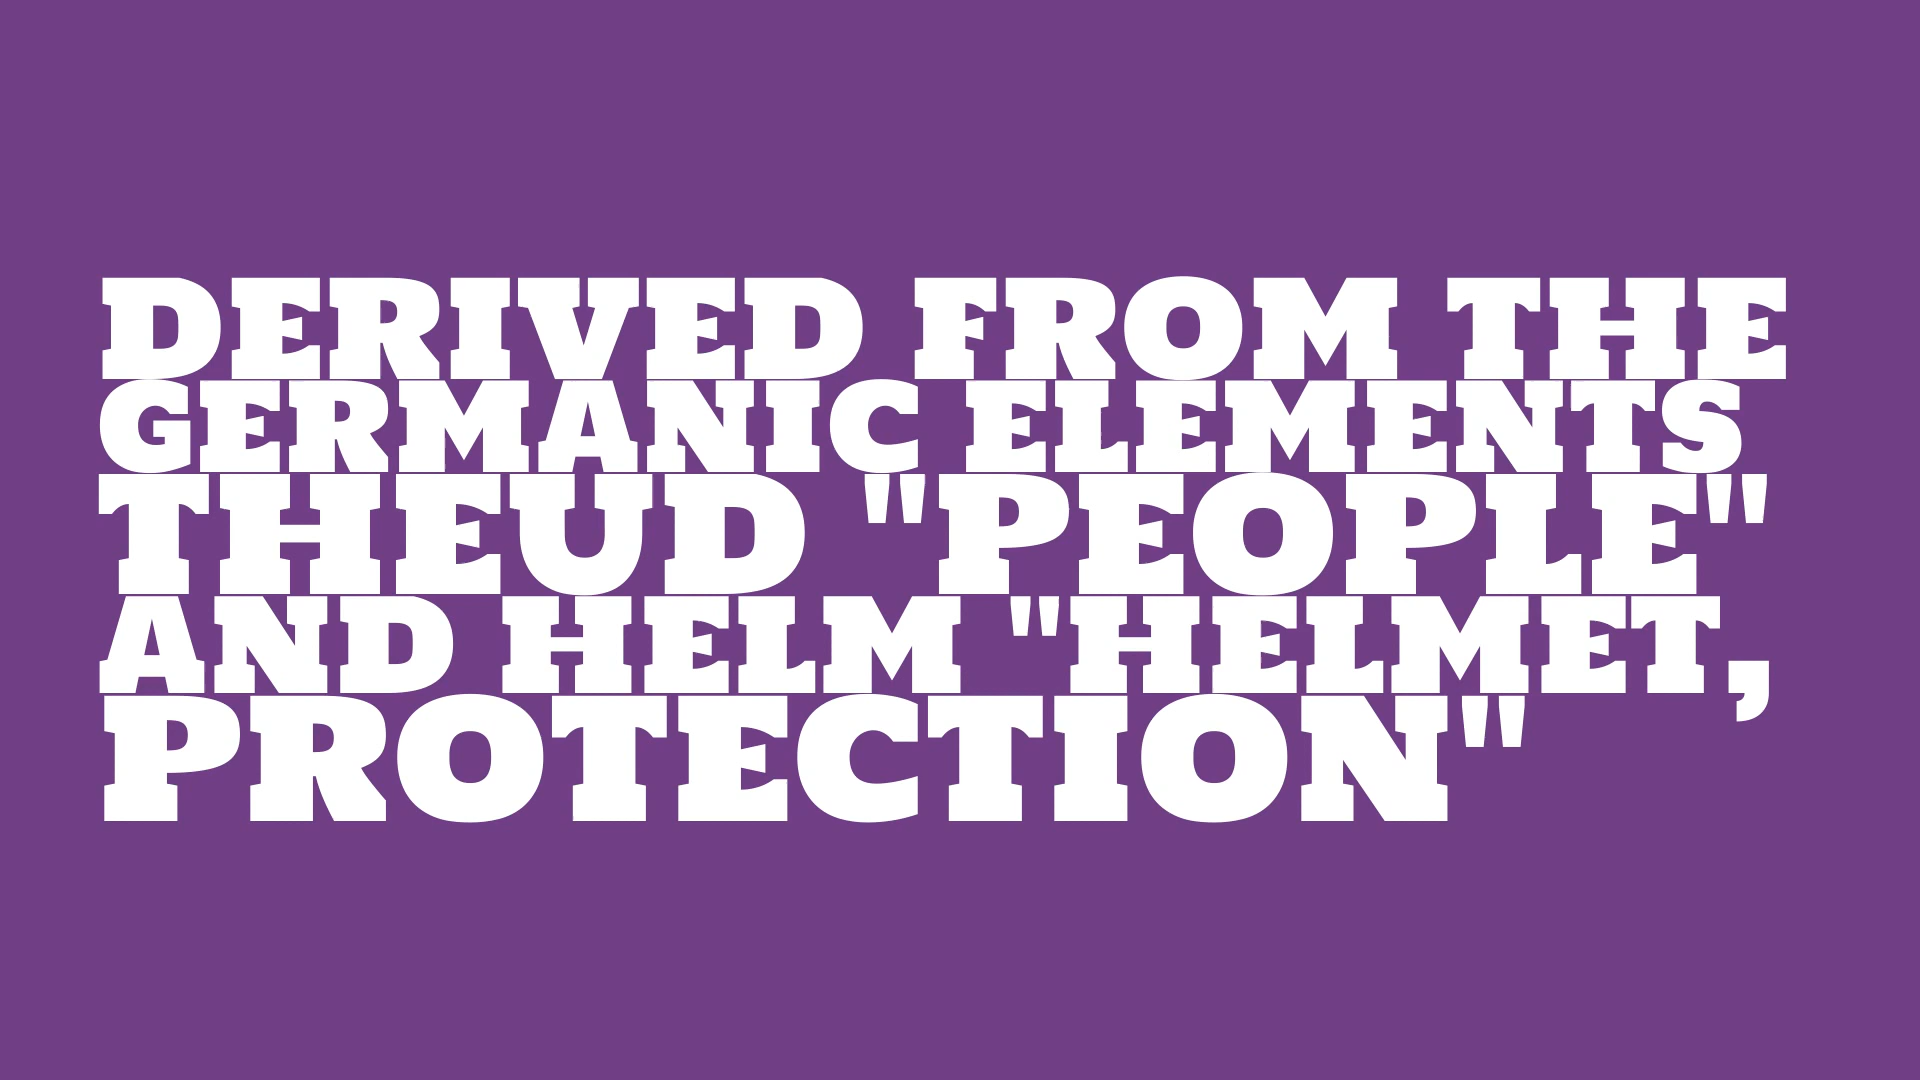 DERIVED FROM THE
GERMANIC ELEMENTS
THEUD "PEOPLE"
AND HELM "HELMET,
PROTECTION"